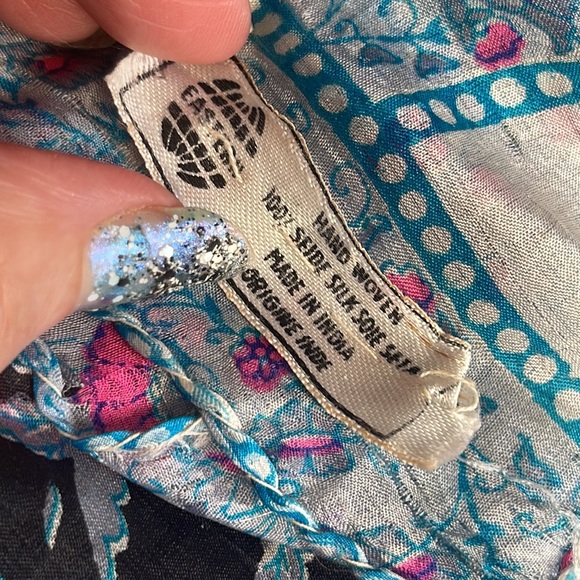 HAND WOVEN
100% SEIDE SILK SOIE SETA
MADE IN INDIA
ORIGINE INDE